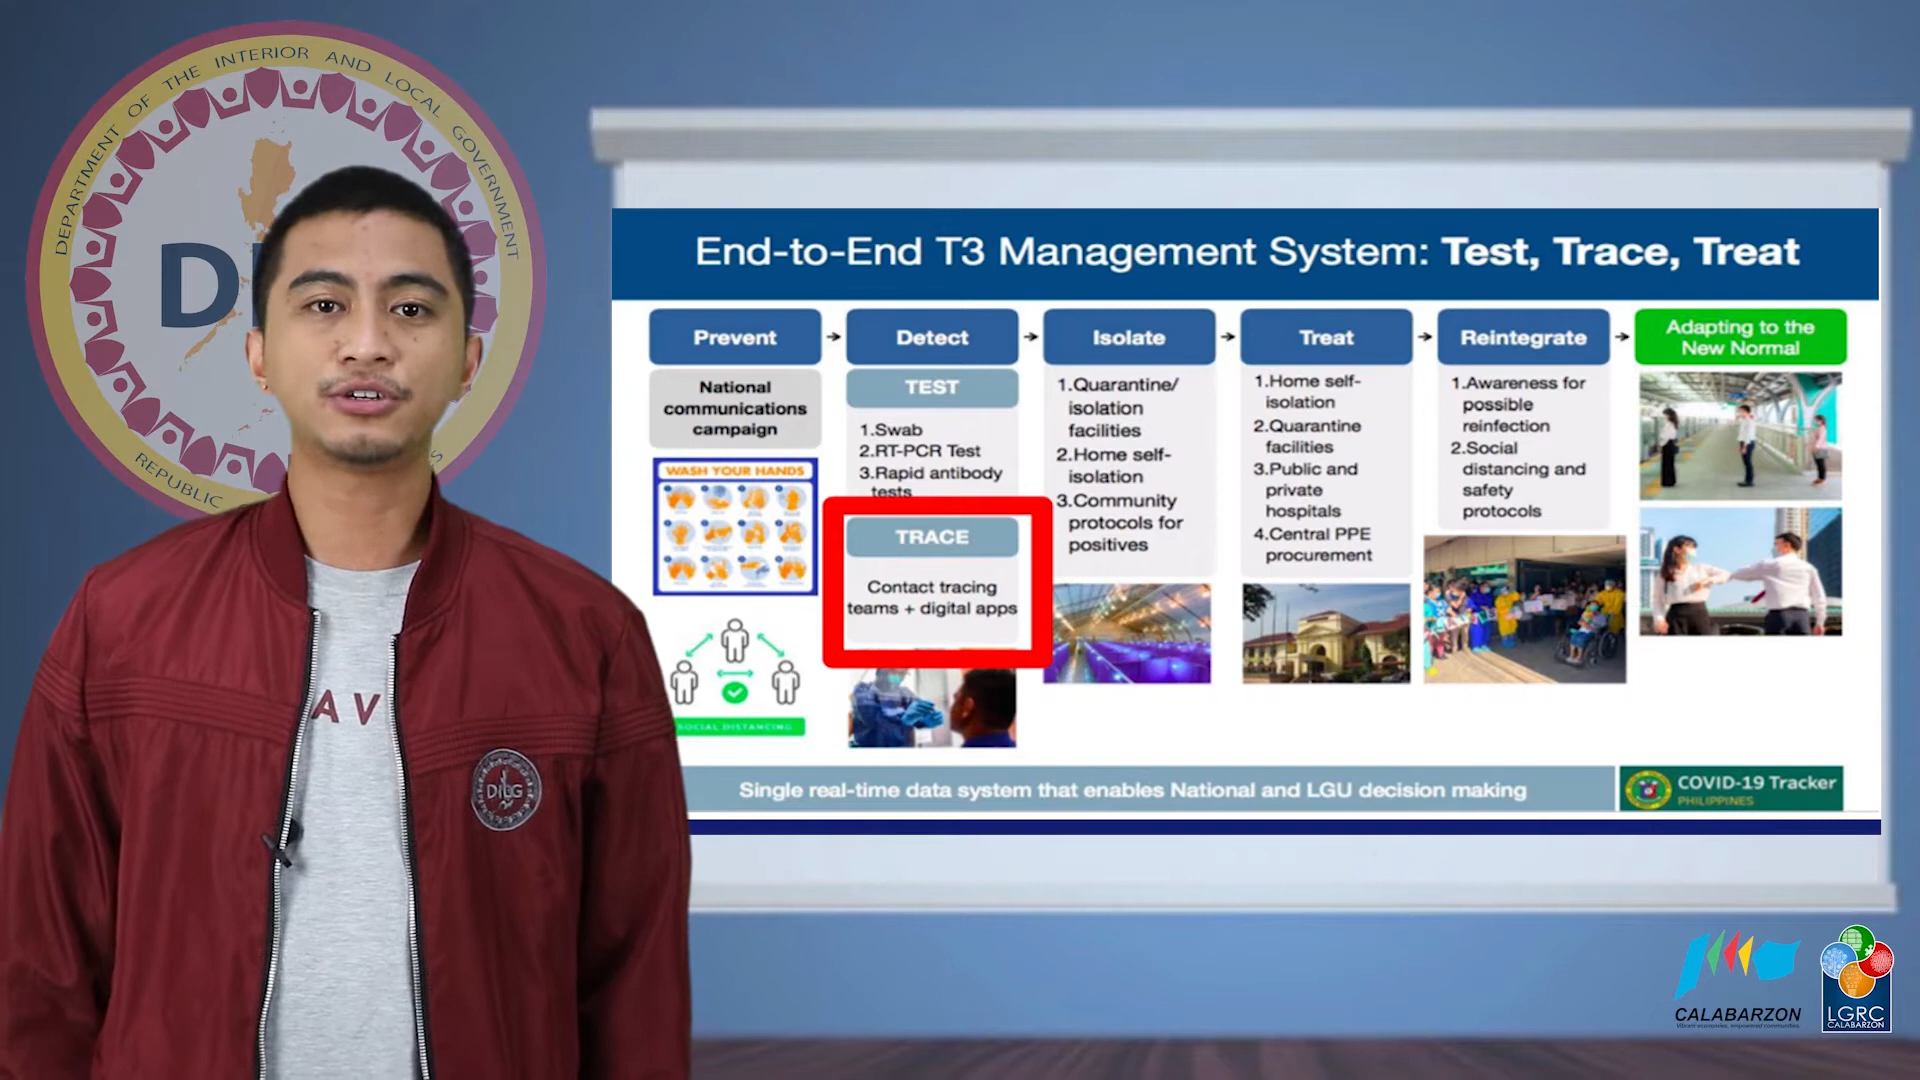 DEPARTMENT OF THE INTERIOR AND LOCAL GOVERNMENT
REPUBLIC
AV
DILG
End-to-End T3 Management System: Test, Trace, Treat
Prevent
National
communications
campaign
WASH YOUR HANDS
SOCIAL DISTANCING
Detect
TEST
1.Swab
2.RT-PCR Test
3.Rapid antibody
tests
TRACE
Contact tracing
teams + digital apps
Isolate
1.Quarantine/
isolation
facilities
2.Home self-
isolation
3.Community
protocols for
positives
Treat
1.Home self-
isolation
2.Quarantine
facilities
3.Public and
private
hospitals
4.Central PPE
procurement
Reintegrate
1.Awareness for
possible
reinfection
2.Social
distancing and
safety
protocols
Adapting to the
New Normal
Single real-time data system that enables National and LGU decision making
COVID-19 Tracker
PHILIPPINES
CALABARZON
Vibrant economies, empowered communities.
LGRC
CALABARZON